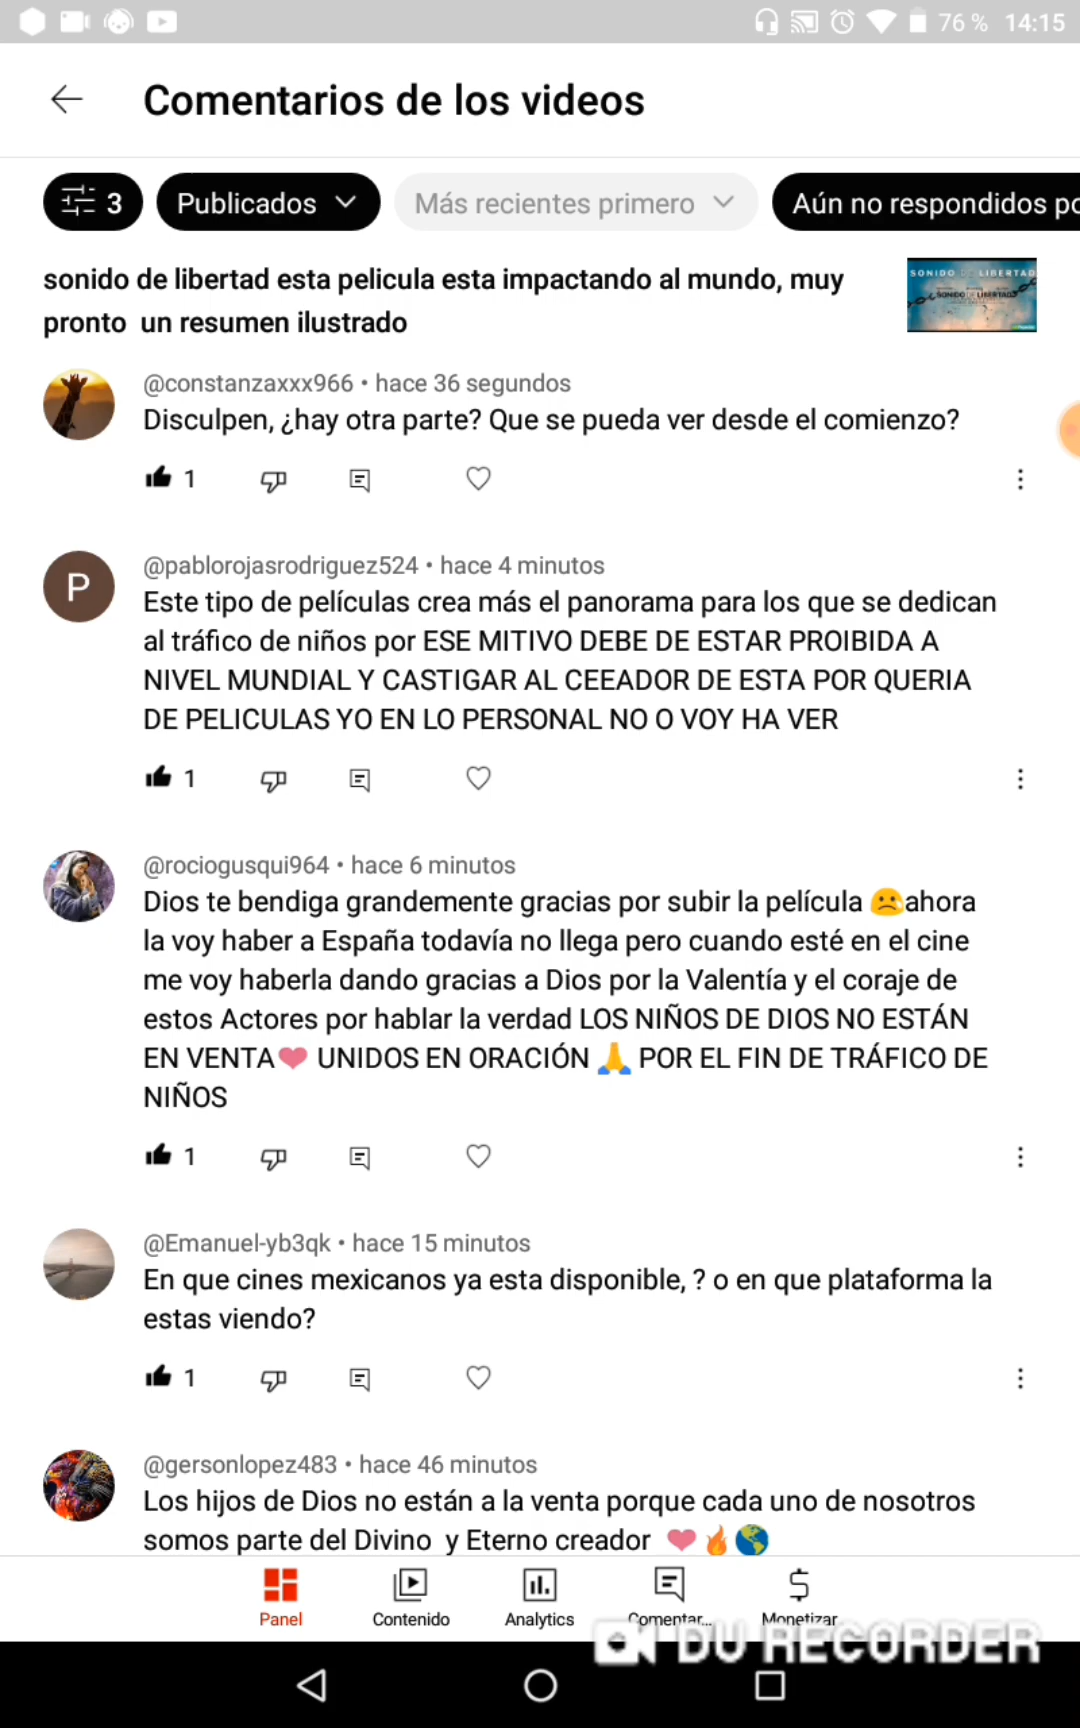 76 % 14:15
Comentarios de los videos
3 Publicados Más recientes primero Aún no respondidos po
sonido de libertad esta pelicula esta impactando al mundo, muy
pronto un resumen ilustrado
SONIDO DE LIBERTAD
SONIDO DE LIBERTAD
@constanzaxxx966 • hace 36 segundos
Disculpen, ¿hay otra parte? Que se pueda ver desde el comienzo?
1
P
@pablorojasrodriguez524 • hace 4 minutos
Este tipo de películas crea más el panorama para los que se dedican
al tráfico de niños por ESE MITIVO DEBE DE ESTAR PROIBIDA A
NIVEL MUNDIAL Y CASTIGAR AL CEEADOR DE ESTA POR QUERIA
DE PELICULAS YO EN LO PERSONAL NO O VOY HA VER
1
@rociogusqui964 • hace 6 minutos
Dios te bendiga grandemente gracias por subir la película 😢ahora
la voy haber a España todavía no llega pero cuando esté en el cine
me voy haberla dando gracias a Dios por la Valentía y el coraje de
estos Actores por hablar la verdad LOS NIÑOS DE DIOS NO ESTÁN
EN VENTA❤ UNIDOS EN ORACIÓN 🙏 POR EL FIN DE TRÁFICO DE
NIÑOS
1
@Emanuel-yb3qk • hace 15 minutos
En que cines mexicanos ya esta disponible, ? o en que plataforma la
estas viendo?
1
@gersonlopez483 • hace 46 minutos
Los hijos de Dios no están a la venta porque cada uno de nosotros
somos parte del Divino y Eterno creador ❤🔥🌎
Panel Contenido Analytics Comentar... Monetizar
DU RECORDER